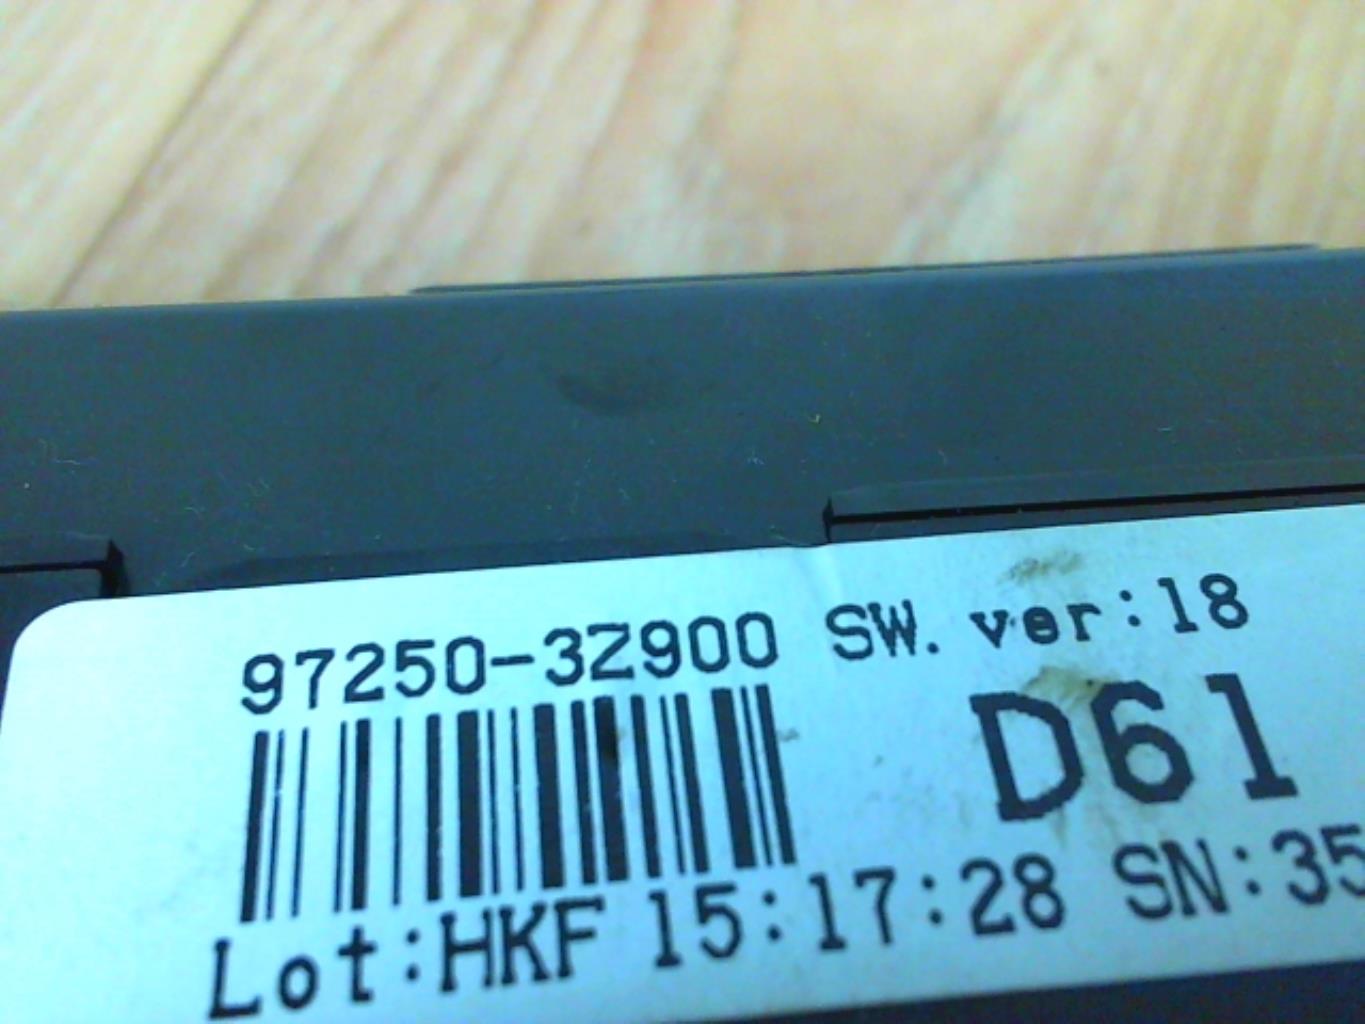 97250-3Z900 SW. ver:18
D61
Lot:HKF 15:17:28 SN:35